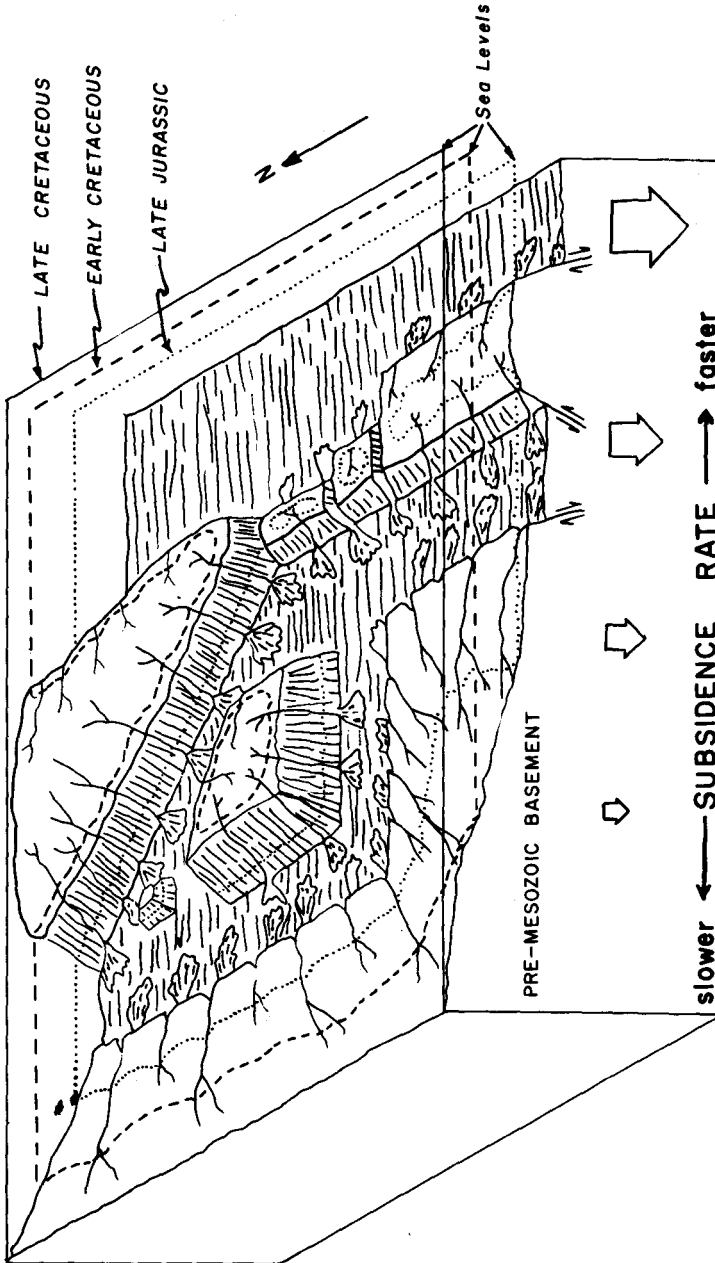 LATE CRETACEOUS
EARLY CRETACEOUS
LATE JURASSIC
N
Sea Levels
PRE-MESOZOIC BASEMENT
slower ← SUBSIDENCE RATE → faster